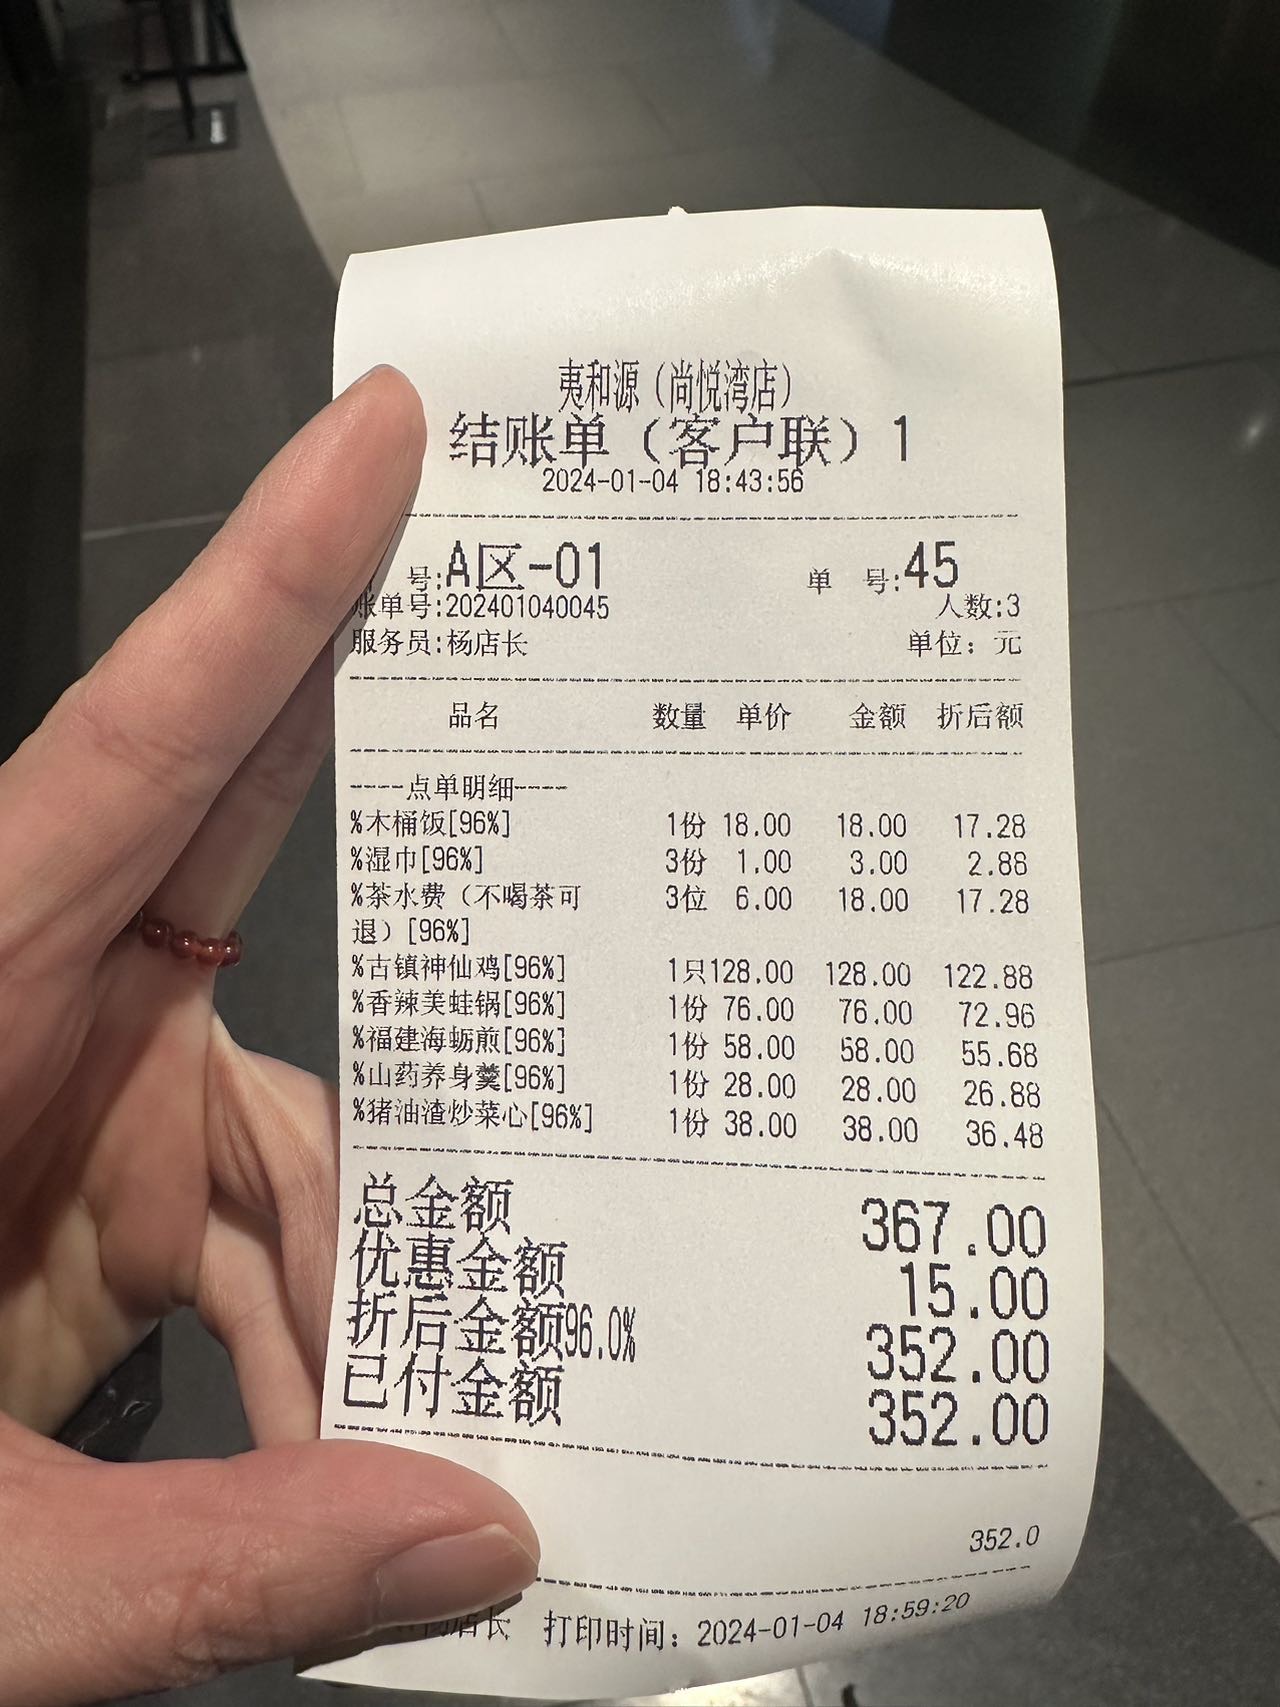 夷和源（尚悦湾店）
结账单（客户联）1
2024-01-04 18:43:56
号:A区-01 单 号:45
账单号:202401040045 人数:3
服务员:杨店长 单位: 元
品名 数量 单价 金额 折后额
----点单明细----
%木桶饭[96%] 1份 18.00 18.00 17.28
%湿巾[96%] 3份 1.00 3.00 2.88
%茶水费（不喝茶可 3位 6.00 18.00 17.28
退）[96%]
%古镇神仙鸡[96%] 1只128.00 128.00 122.88
%香辣美蛙锅[96%] 1份 76.00 76.00 72.96
%福建海蛎煎[96%] 1份 58.00 58.00 55.68
%山药养身羹[96%] 1份 28.00 28.00 26.88
%猪油渣炒菜心[96%] 1份 38.00 38.00 36.48
总金额 367.00
优惠金额 15.00
折后金额96.0% 352.00
已付金额 352.00
352.0
店长 打印时间: 2024-01-04 18:59:20